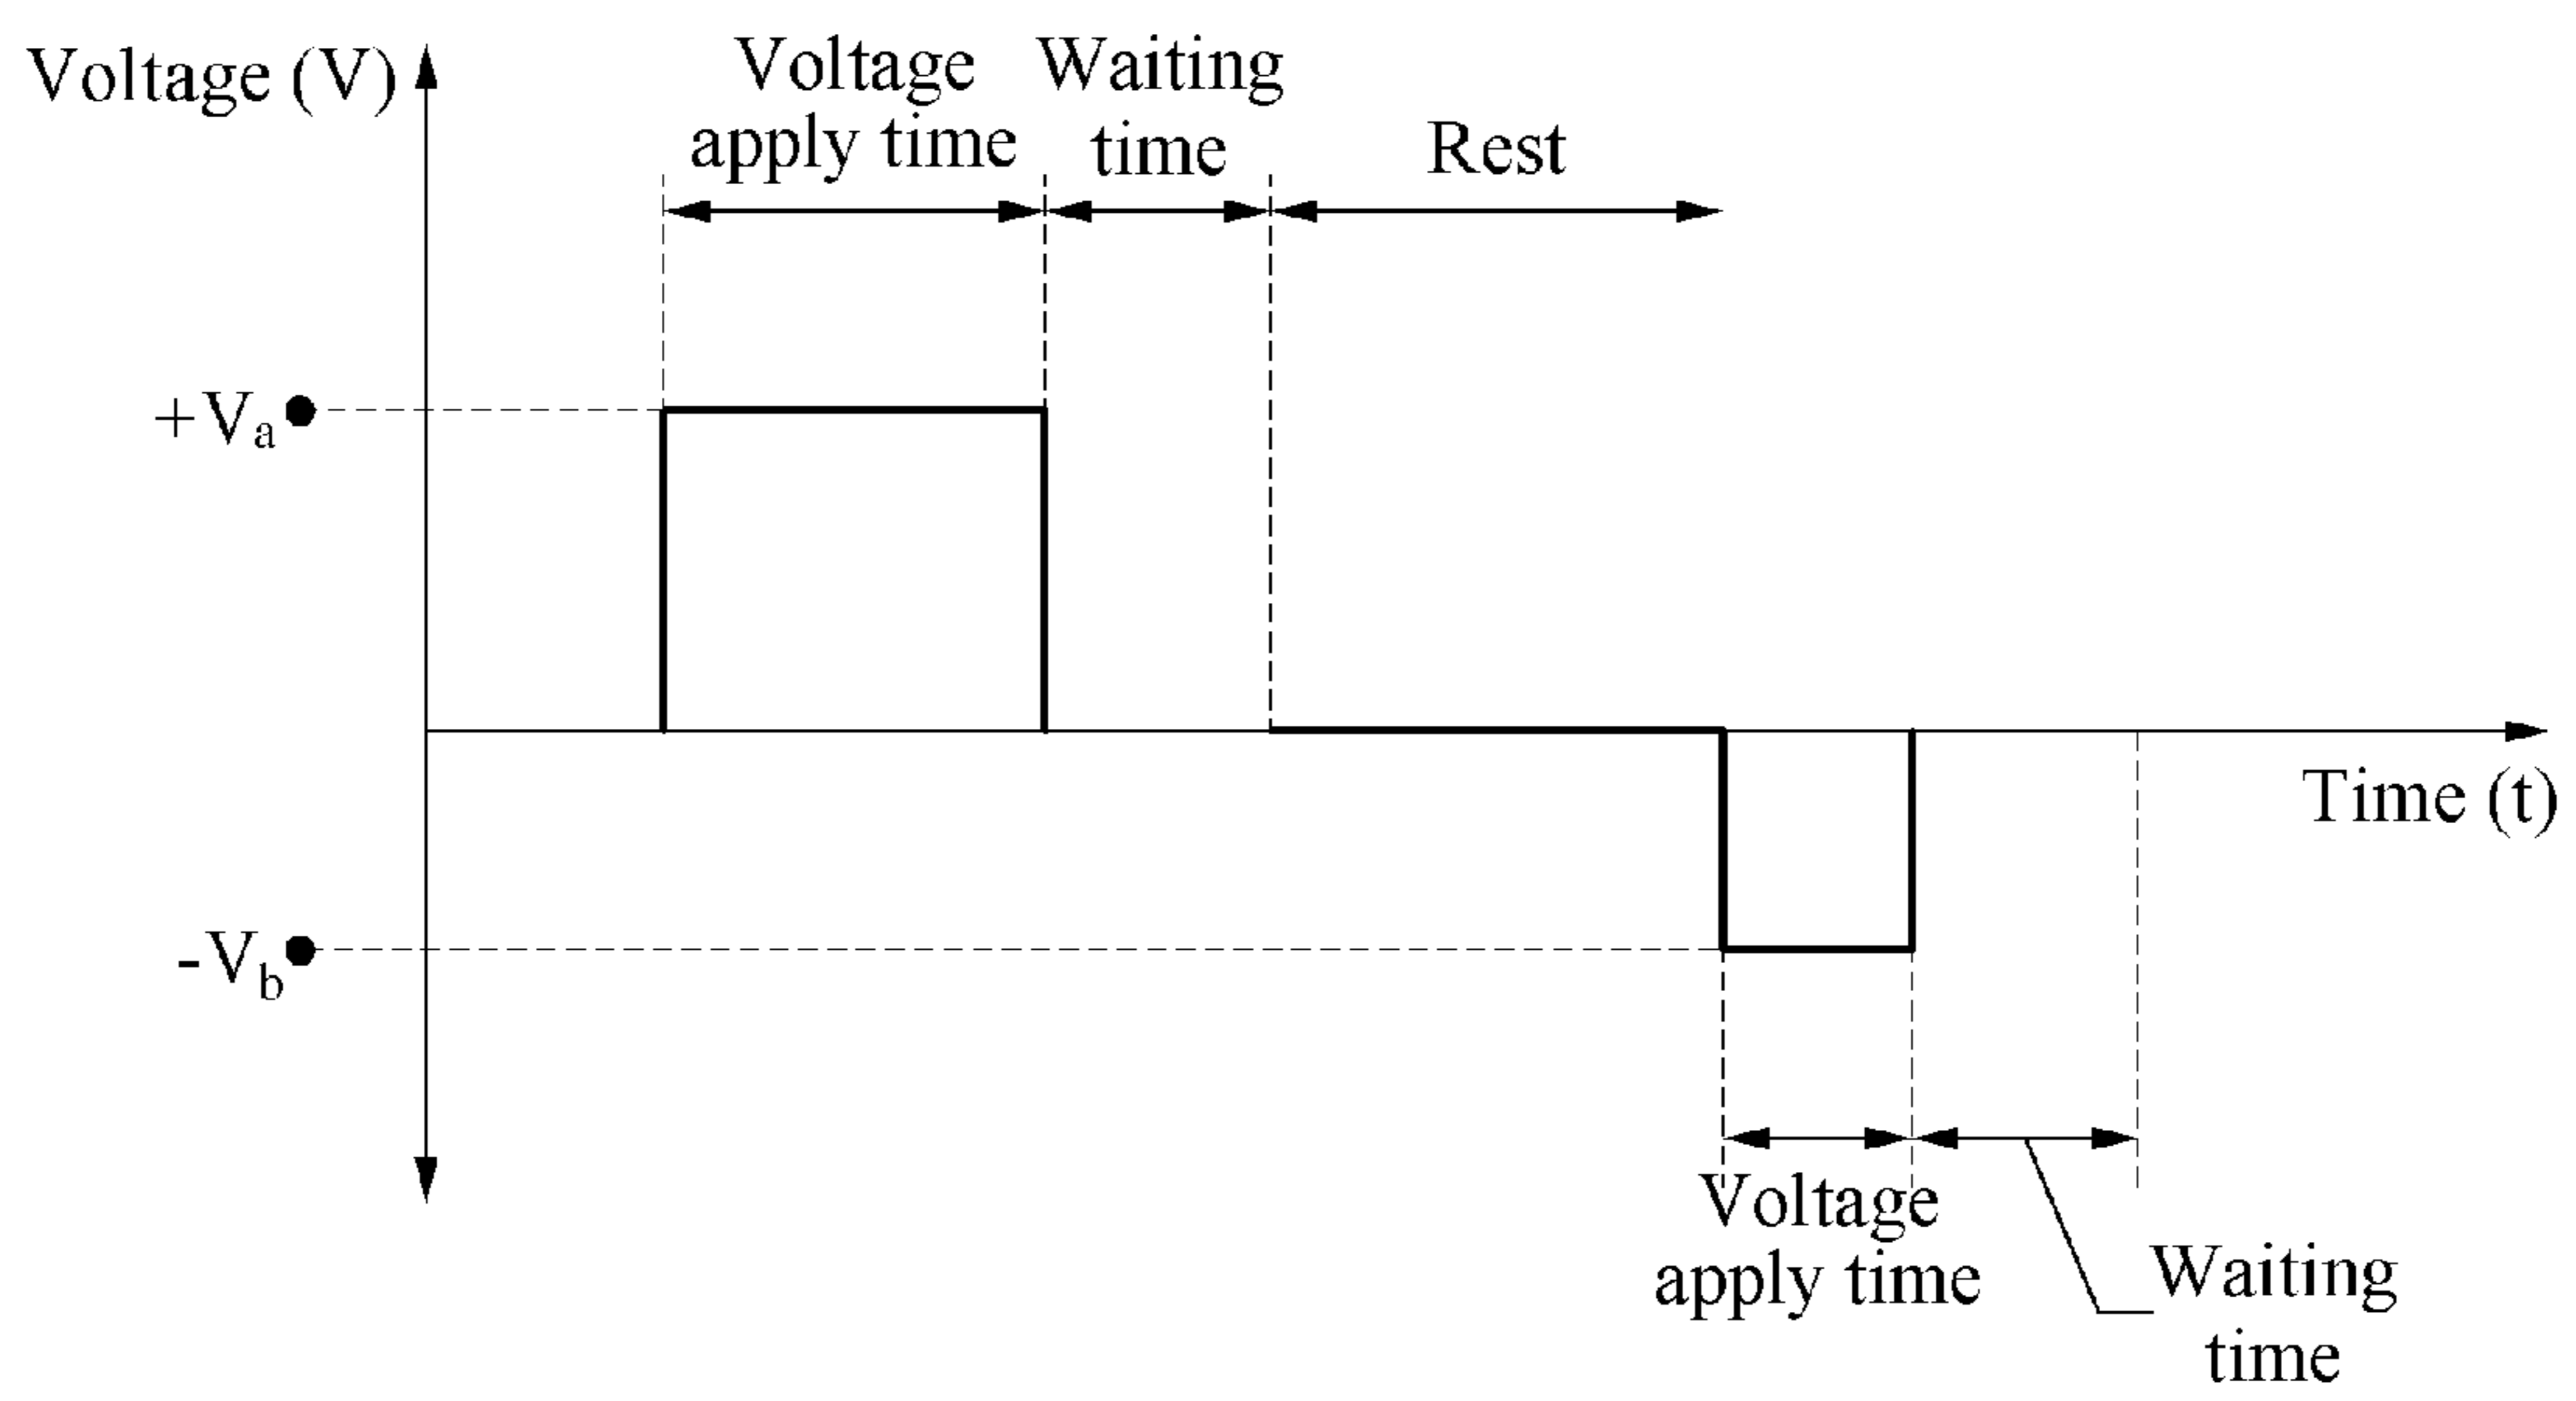 Voltage (V)
Voltage
apply time
Waiting
time
Rest
+Va
-Vb
Time (t)
Voltage
apply time
Waiting
time